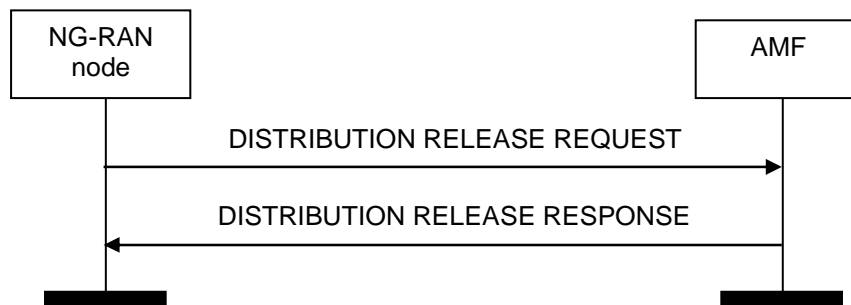 NG-RAN
node
AMF
DISTRIBUTION RELEASE REQUEST
DISTRIBUTION RELEASE RESPONSE